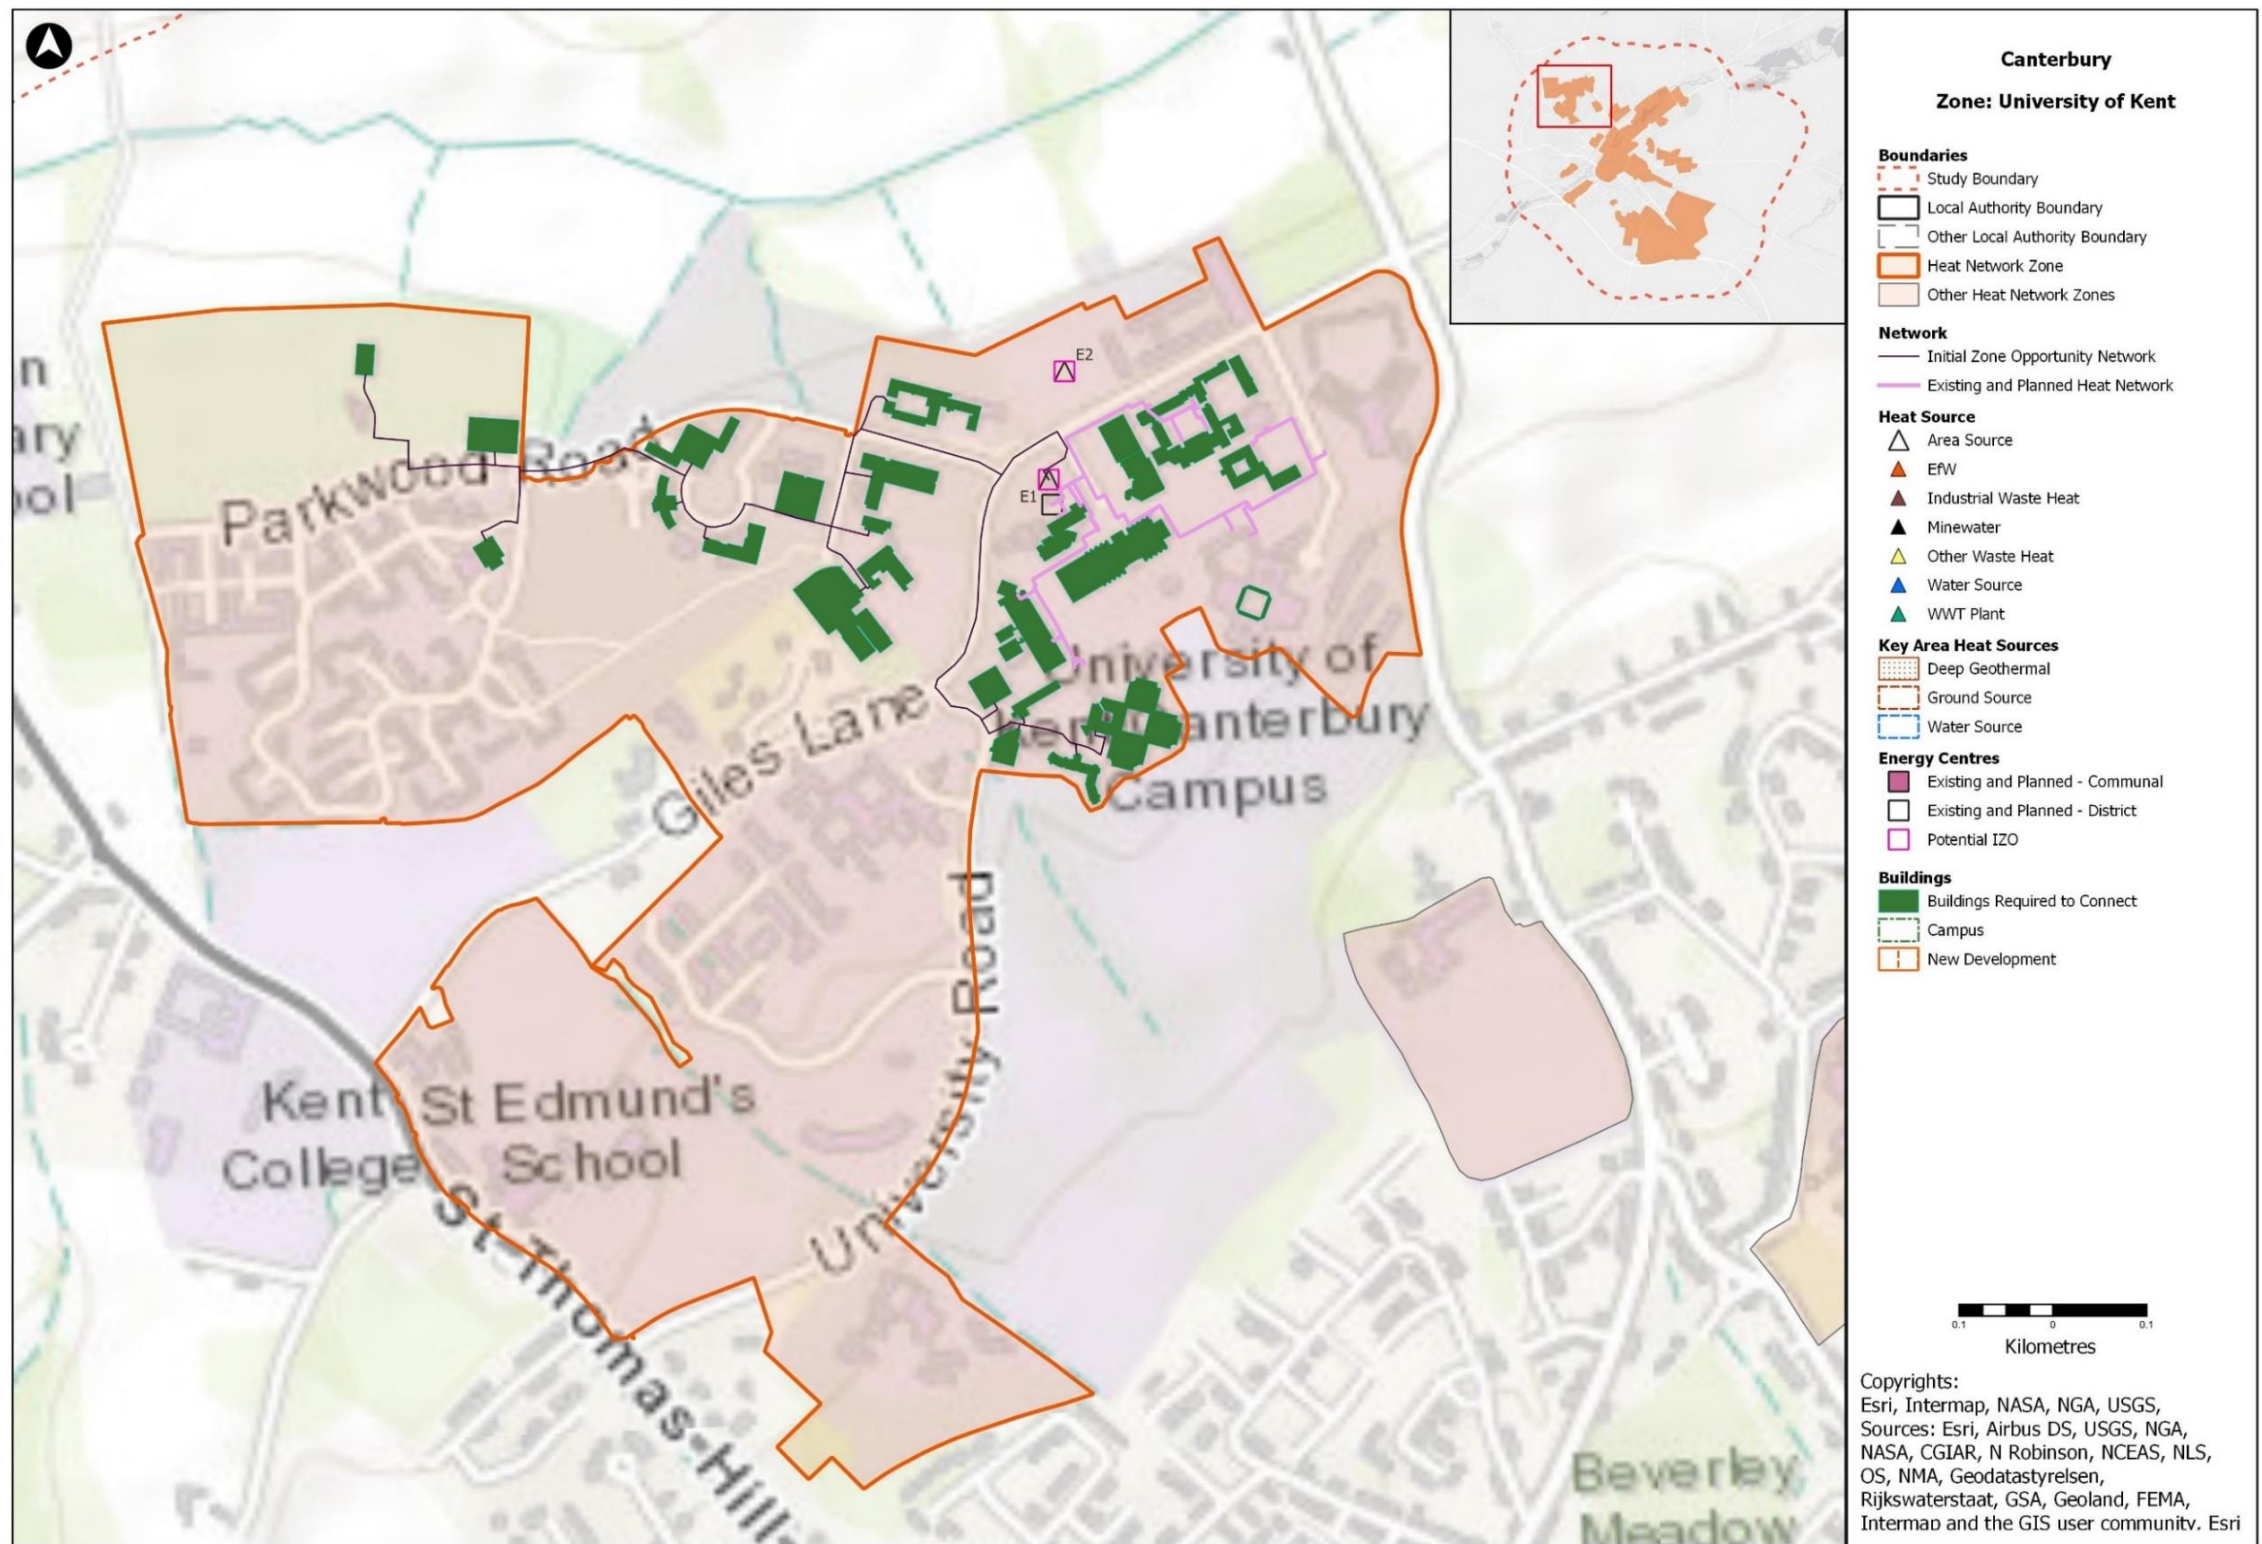 Canterbury
Zone: University of Kent
Boundaries
Study Boundary
Local Authority Boundary
Other Local Authority Boundary
Heat Network Zone
Other Heat Network Zones
Network
Initial Zone Opportunity Network
Existing and Planned Heat Network
Heat Source
Area Source
EfW
Industrial Waste Heat
Minewater
Other Waste Heat
Water Source
WWT Plant
Key Area Heat Sources
Deep Geothermal
Ground Source
Water Source
Energy Centres
Existing and Planned - Communal
Existing and Planned - District
Potential IZO
Buildings
Buildings Required to Connect
Campus
New Development
0.1 0 0.1
Kilometres
Copyrights:
Esri, Intermap, NASA, NGA, USGS,
Sources: Esri, Airbus DS, USGS, NGA,
NASA, CGIAR, N Robinson, NCEAS, NLS,
OS, NMA, Geodatastyrelsen,
Rijkswaterstaat, GSA, Geoland, FEMA,
Intermap and the GIS user community, Esri
E2
E1
n
ary
ool
Parkwood Road
University of
Kent Canterbury
Campus
Giles Lane
University Road
Kent
College
St Edmund's
School
St-Thomas-Hill
Beverley
Meadow